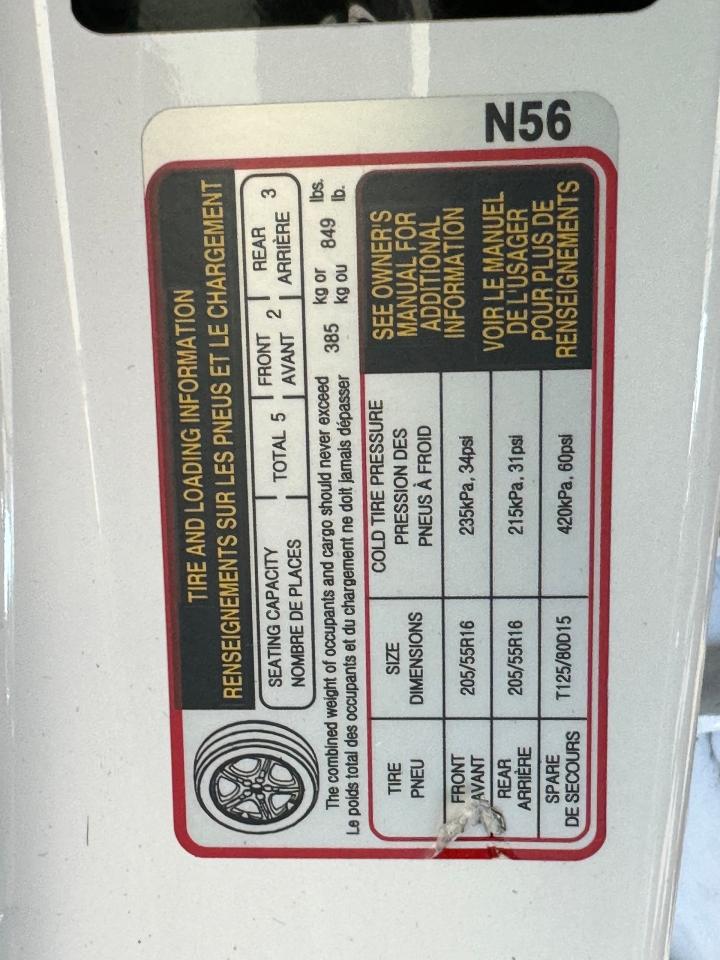 N56
TIRE AND LOADING INFORMATION
RENSEIGNEMENTS SUR LES PNEUS ET LE CHARGEMENT
SEATING CAPACITY
NOMBRE DE PLACES
TOTAL 5
FRONT
AVANT 2
REAR
ARRIÈRE 3
The combined weight of occupants and cargo should never exceed 385 kg or 849 lbs.
Le poids total des occupants et du chargement ne doit jamais dépasser kg ou lb.
TIRE
PNEU
SIZE
DIMENSIONS
COLD TIRE PRESSURE
PRESSION DES
PNEUS À FROID
FRONT
AVANT
205/55R16
235kPa, 34psi
REAR
ARRIÈRE
205/55R16
215kPa, 31psi
SPARE
DE SECOURS
T125/80D15
420kPa, 60psi
SEE OWNER'S
MANUAL FOR
ADDITIONAL
INFORMATION
VOIR LE MANUEL
DE L'USAGER
POUR PLUS DE
RENSEIGNEMENTS